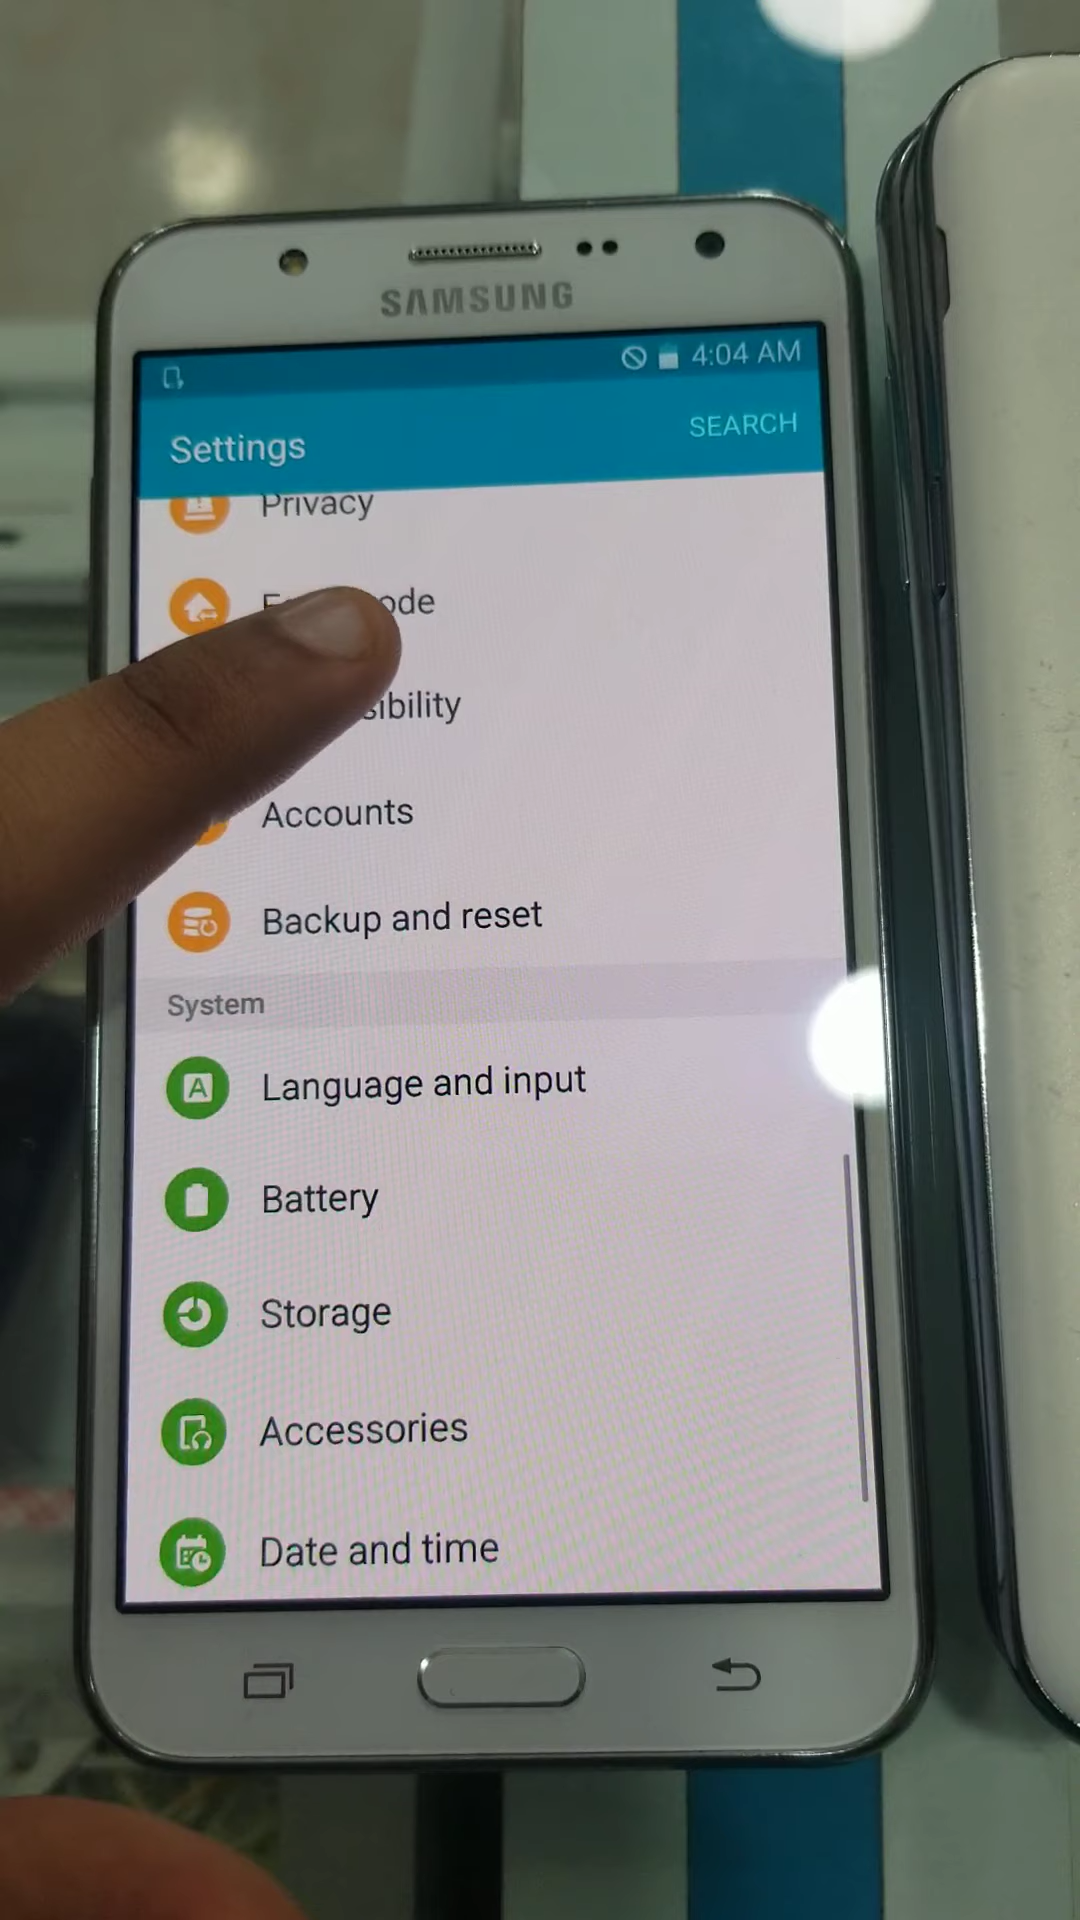 SAMSUNG
4:04 AM
Settings
SEARCH
Privacy
Accounts
Backup and reset
System
Language and input
Battery
Storage
Accessories
Date and time